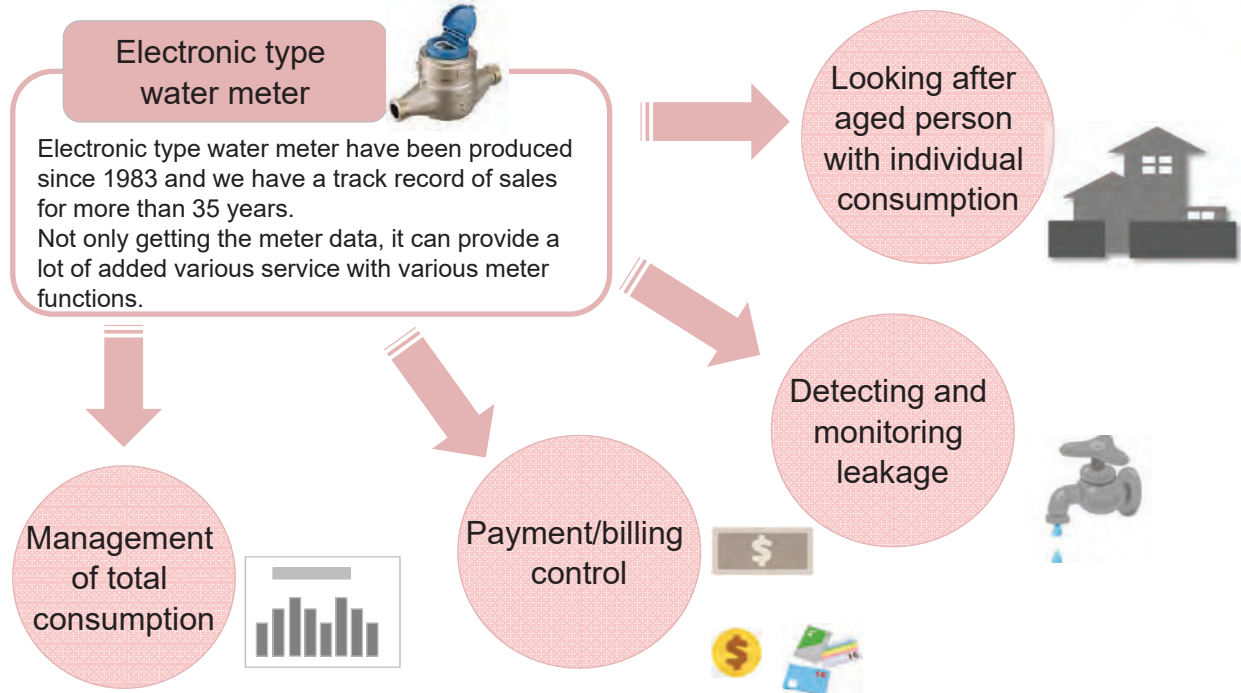 Electronic type
water meter
Electronic type water meter have been produced
since 1983 and we have a track record of sales
for more than 35 years.
Not only getting the meter data, it can provide a
lot of added various service with various meter
functions.
Looking after
aged person
with individual
consumption
Detecting and
monitoring
leakage
Payment/billing
control
Management
of total
consumption
$
$